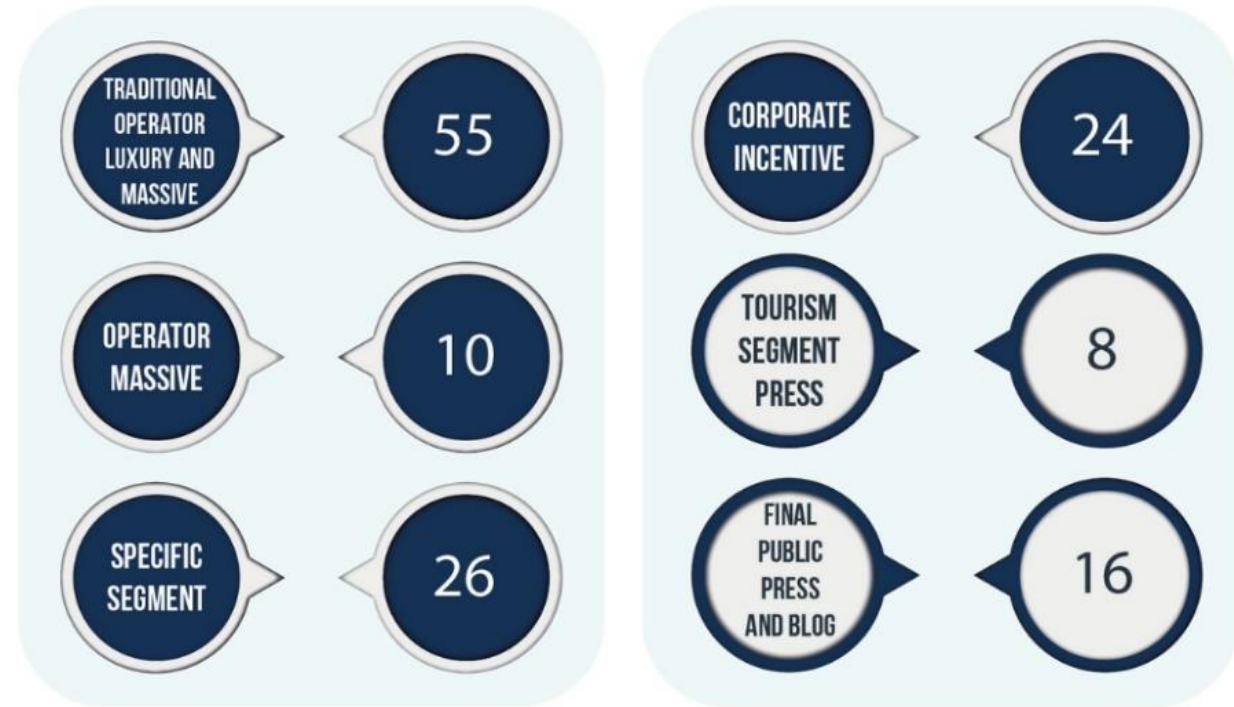 TRADITIONAL
OPERATOR
LUXURY AND
MASSIVE
55
OPERATOR
MASSIVE
10
SPECIFIC
SEGMENT
26
CORPORATE
INCENTIVE
24
TOURISM
SEGMENT
PRESS
8
FINAL
PUBLIC
PRESS
AND BLOG
16